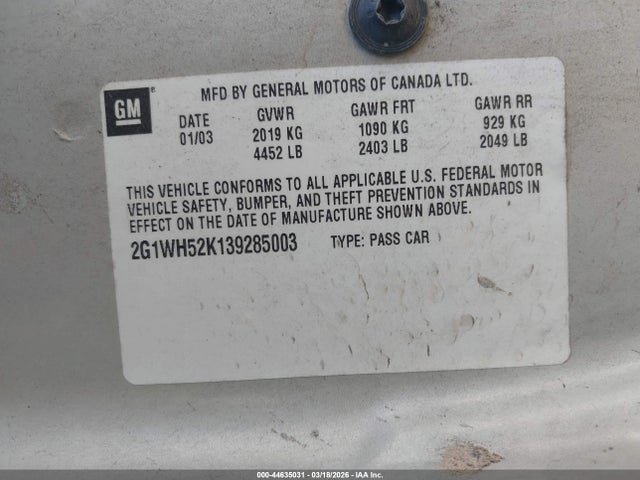 GM ®
MFD BY GENERAL MOTORS OF CANADA LTD.
DATE GVWR GAWR FRT GAWR RR
01/03 2019 KG 1090 KG 929 KG
4452 LB 2403 LB 2049 LB
THIS VEHICLE CONFORMS TO ALL APPLICABLE U.S. FEDERAL MOTOR
VEHICLE SAFETY, BUMPER, AND THEFT PREVENTION STANDARDS IN
EFFECT ON THE DATE OF MANUFACTURE SHOWN ABOVE.
2G1WH52K139285003 TYPE: PASS CAR
000-44635031 | 03/18/2026 | IAA Inc.